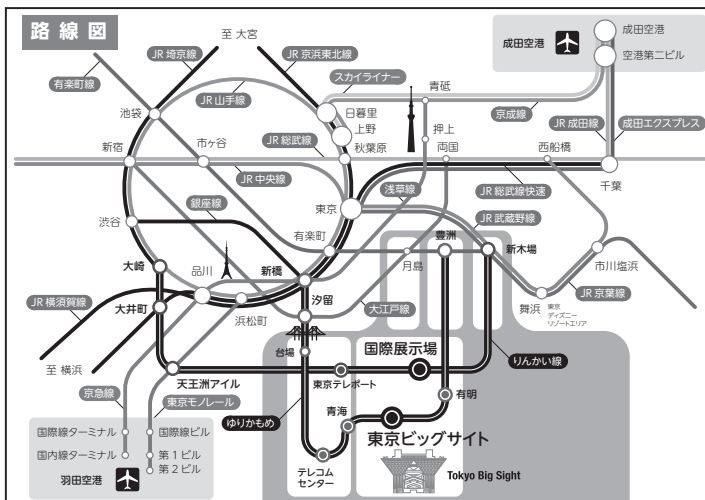 路線図
至 大宮
JR 埼京線
JR 京浜東北線
有楽町線
スカイライナー
JR 山手線
成田空港
成田空港
空港第二ビル
青砥
京成線
池袋
日暮里
上野
秋葉原
押上
両国
西船橋
JR 成田線
成田エクスプレス
新宿
市ヶ谷
JR 総武線
JR 中央線
浅草線
JR 総武線快速
千葉
銀座線
東京
JR 武蔵野線
渋谷
有楽町
豊洲
新木場
月島
市川塩浜
大崎
品川
新橋
汐留
大井町
JR 横須賀線
浜松町
大江戸線
舞浜
東京
ディズニー
リゾートエリア
JR 京葉線
至 横浜
台場
国際展示場
りんかい線
天王洲アイル
東京テレポート
京急線
東京モノレール
ゆりかもめ
青海
有明
国際線ターミナル
国際線ビル
国内線ターミナル
第1ビル
第2ビル
羽田空港
東京ビッグサイト
テレコム
センター
Tokyo Big Sight